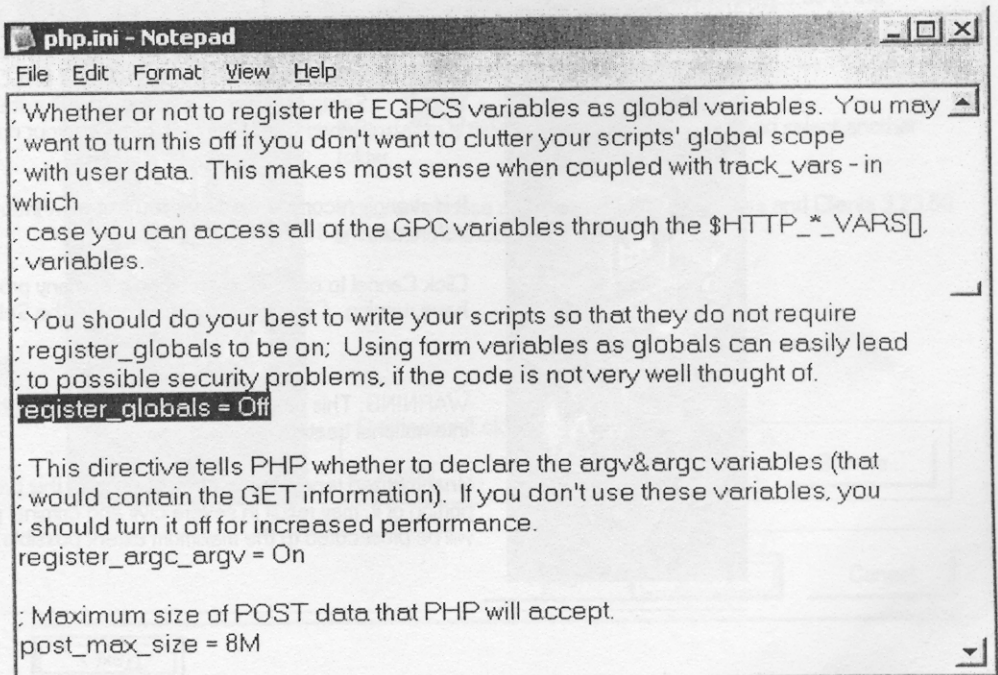 php.ini - Notepad
File Edit Format View Help
; Whether or not to register the EGPCS variables as global variables. You may
; want to turn this off if you don't want to clutter your scripts' global scope
; with user data. This makes most sense when coupled with track_vars - in
which
; case you can access all of the GPC variables through the $HTTP_*_VARS[],
; variables.
;
; You should do your best to write your scripts so that they do not require
; register_globals to be on; Using form variables as globals can easily lead
; to possible security problems, if the code is not very well thought of.
register_globals = Off
; This directive tells PHP whether to declare the argv&argc variables (that
; would contain the GET information). If you don't use these variables, you
; should turn it off for increased performance.
register_argc_argv = On
; Maximum size of POST data that PHP will accept.
post_max_size = 8M